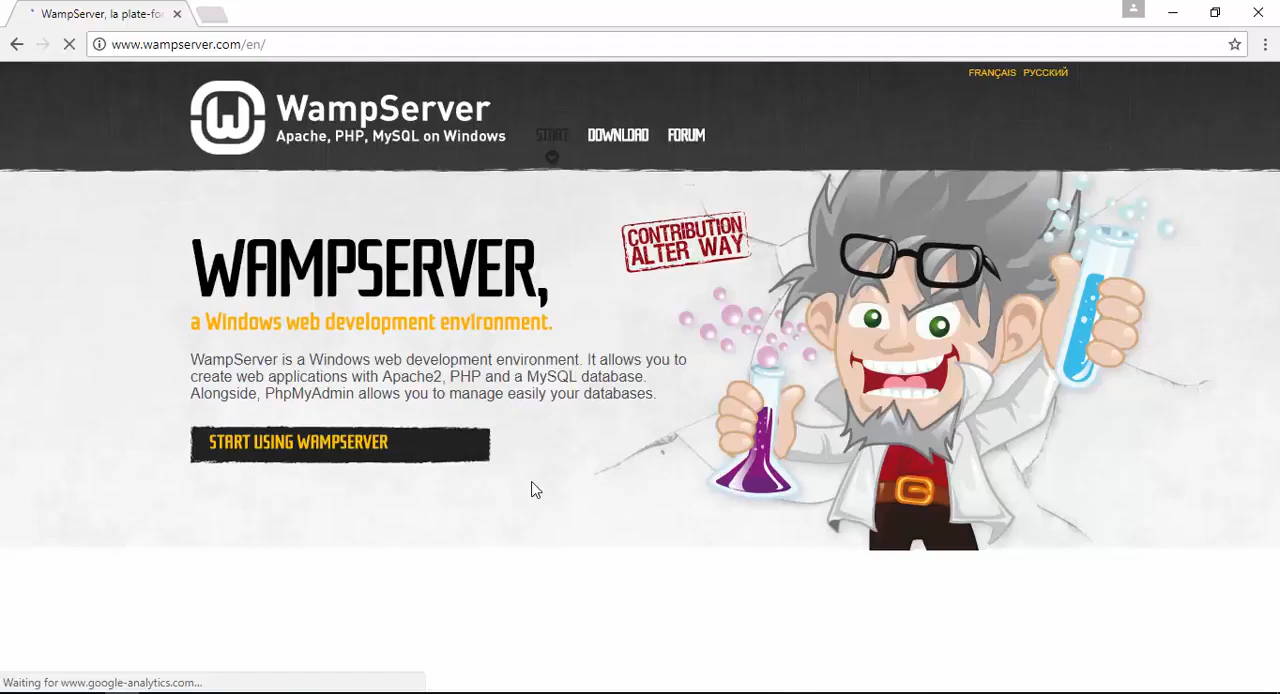 WampServer, la plate-for
www.wampserver.com/en/
FRANÇAIS РУССКИЙ
WampServer
Apache, PHP, MySQL on Windows
START DOWNLOAD FORUM
CONTRIBUTION
ALTER WAY
WAMPSERVER,
a Windows web development environment.
WampServer is a Windows web development environment. It allows you to
create web applications with Apache2, PHP and a MySQL database.
Alongside, PhpMyAdmin allows you to manage easily your databases.
START USING WAMPSERVER
Waiting for www.google-analytics.com...